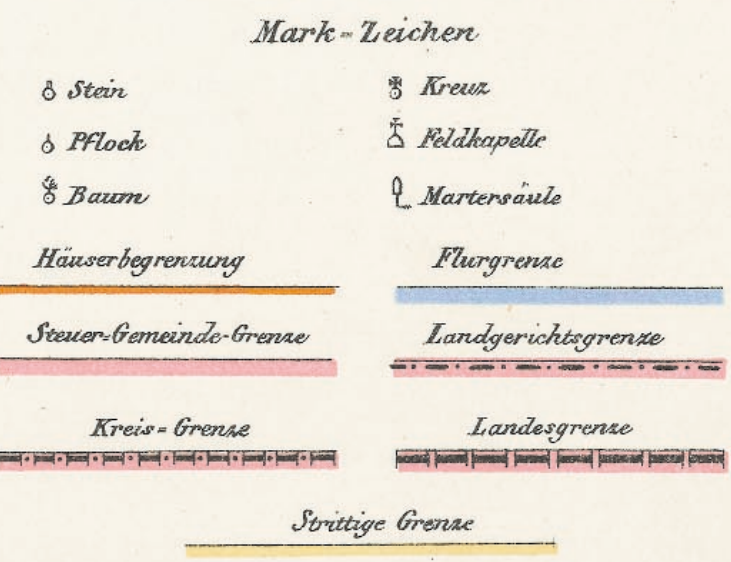 Mark-Zeichen
Stein
Kreuz
Pflock
Feldkapelle
Baum
Martersäule
Häuserbegrenzung
Flurgrenze
Steuer-Gemeinde-Grenze
Landgerichtsgrenze
Kreis-Grenze
Landesgrenze
Strittige Grenze